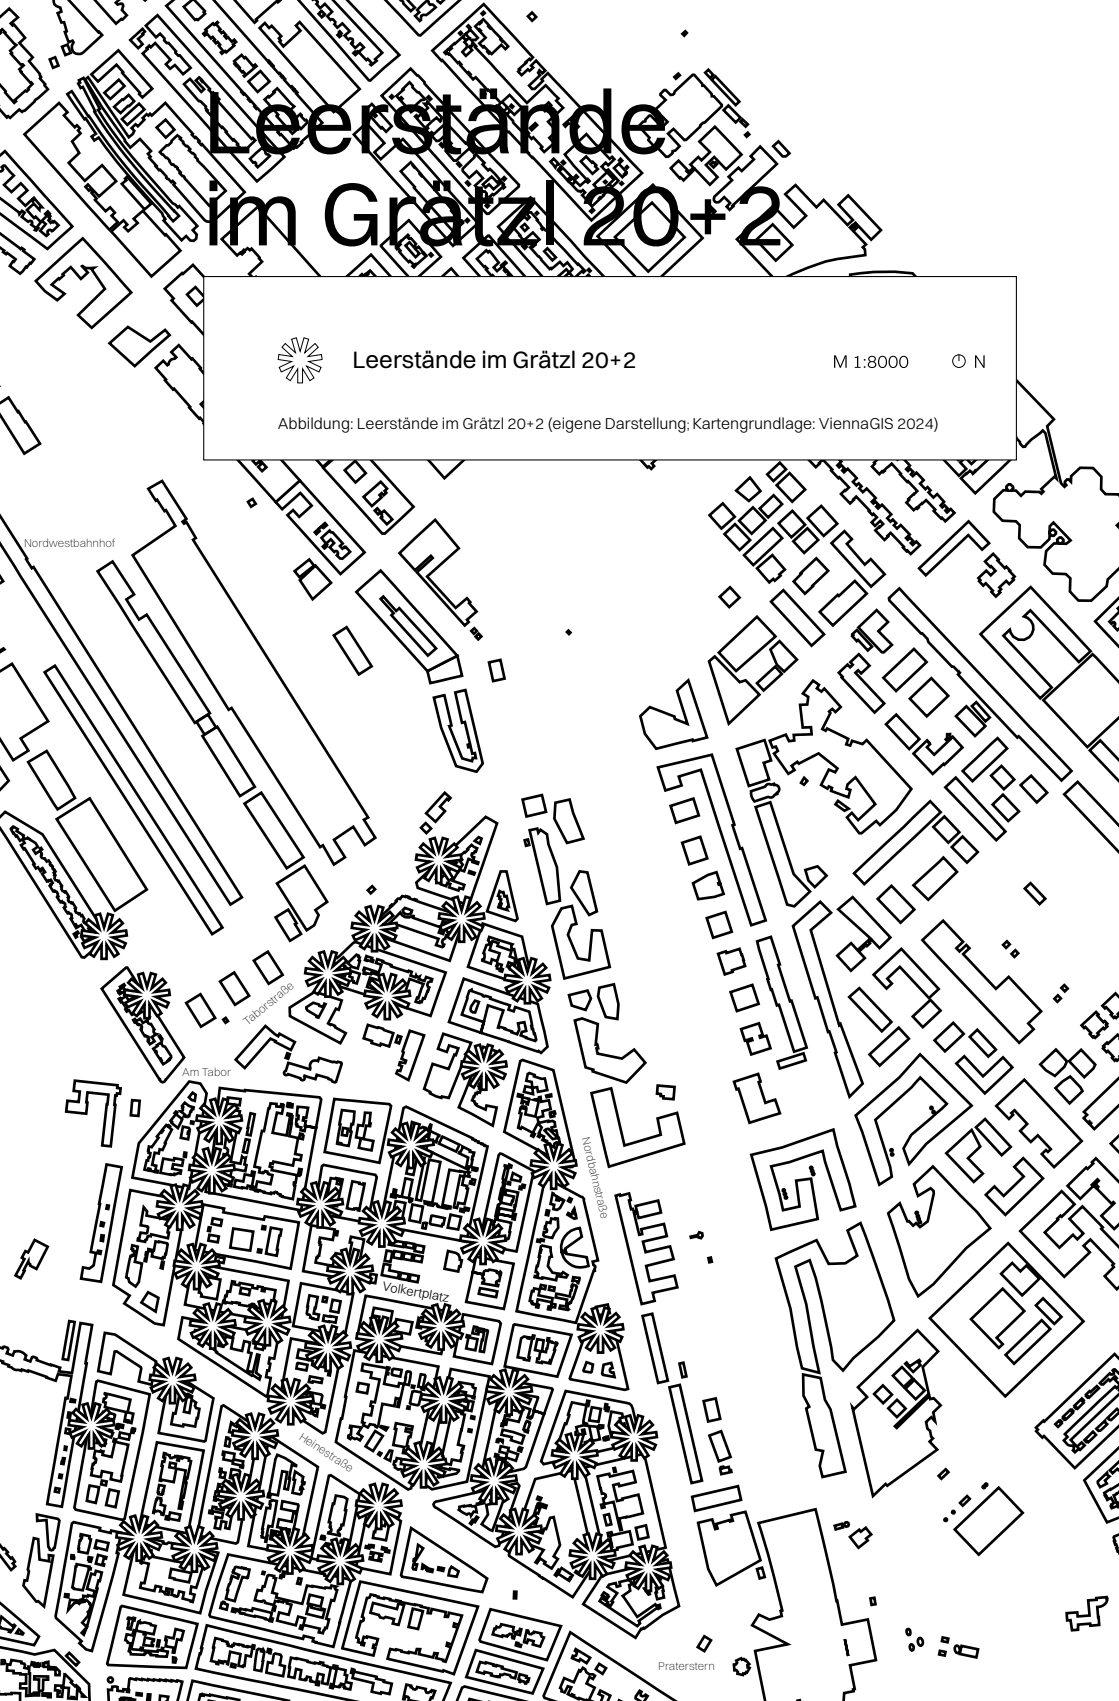 Leerstände
im Grätzl 20+2
Leerstände im Grätzl 20+2
M 1:8000
N
Abbildung: Leerstände im Grätzl 20+2 (eigene Darstellung; Kartengrundlage: ViennaGIS 2024)
Nordwestbahnhof
Taborstraße
Am Tabor
Nordbahnstraße
Volkertplatz
Heinestraße
Praterstern